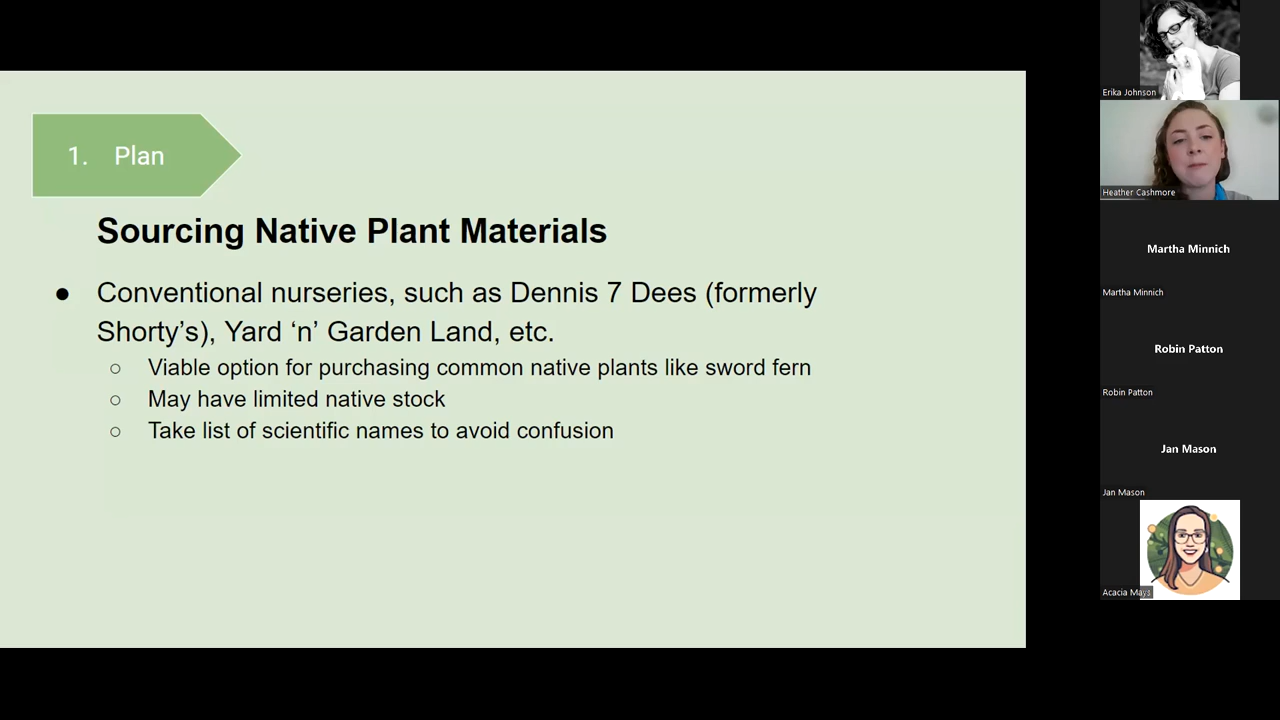 1. Plan
Sourcing Native Plant Materials
● Conventional nurseries, such as Dennis 7 Dees (formerly
Shorty’s), Yard ‘n’ Garden Land, etc.
○ Viable option for purchasing common native plants like sword fern
○ May have limited native stock
○ Take list of scientific names to avoid confusion
Erika Johnson
Heather Cashmore
Martha Minnich
Martha Minnich
Robin Patton
Robin Patton
Jan Mason
Jan Mason
Acacia Mays